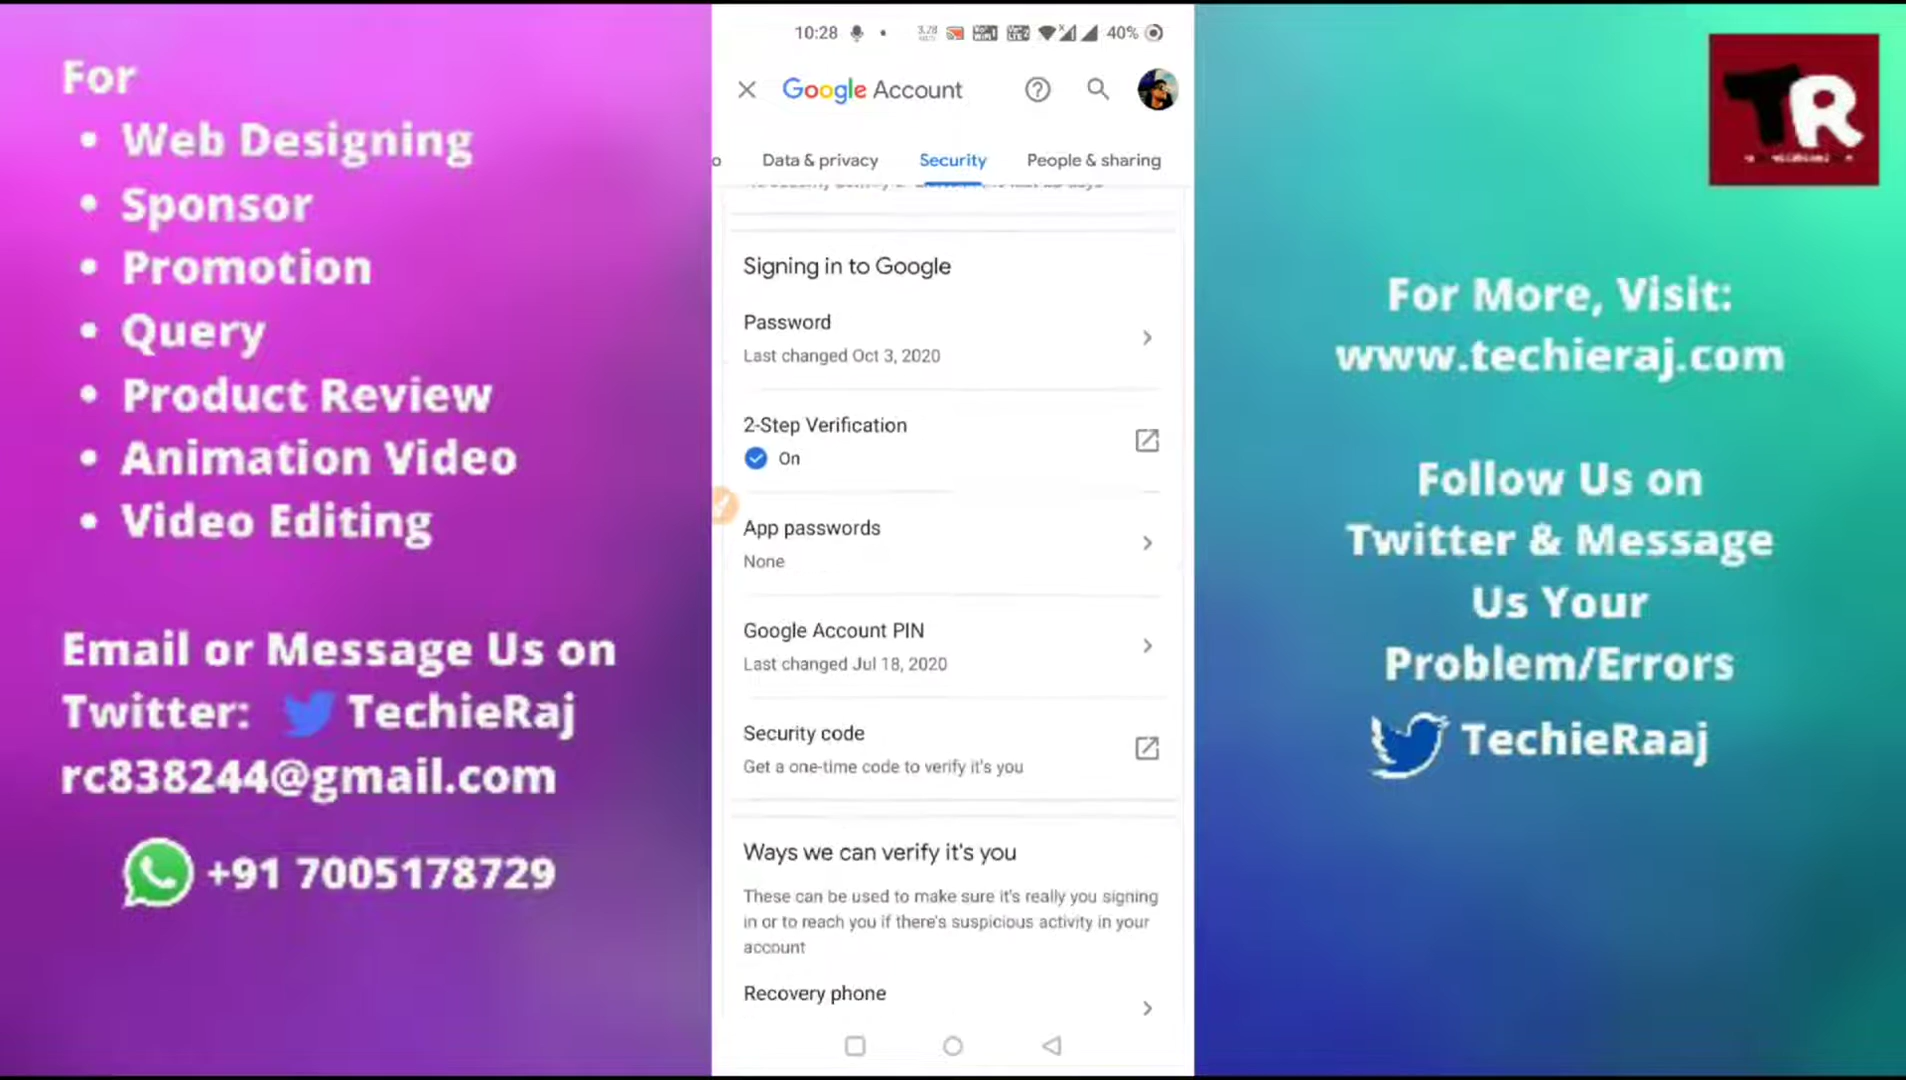 For
• Web Designing
• Sponsor
• Promotion
• Query
• Product Review
• Animation Video
• Video Editing
Email or Message Us on
Twitter: TechieRaj
rc838244@gmail.com
+91 7005178729
10:28
40%
Google Account
Data & privacy
Security
People & sharing
Signing in to Google
Password
Last changed Oct 3, 2020
2-Step Verification
On
App passwords
None
Google Account PIN
Last changed Jul 18, 2020
Security code
Get a one-time code to verify it's you
Ways we can verify it's you
These can be used to make sure it's really you signing
in or to reach you if there's suspicious activity in your
account
Recovery phone
TR
For More, Visit:
www.techieraj.com
Follow Us on
Twitter & Message
Us Your
Problem/Errors
TechieRaaj